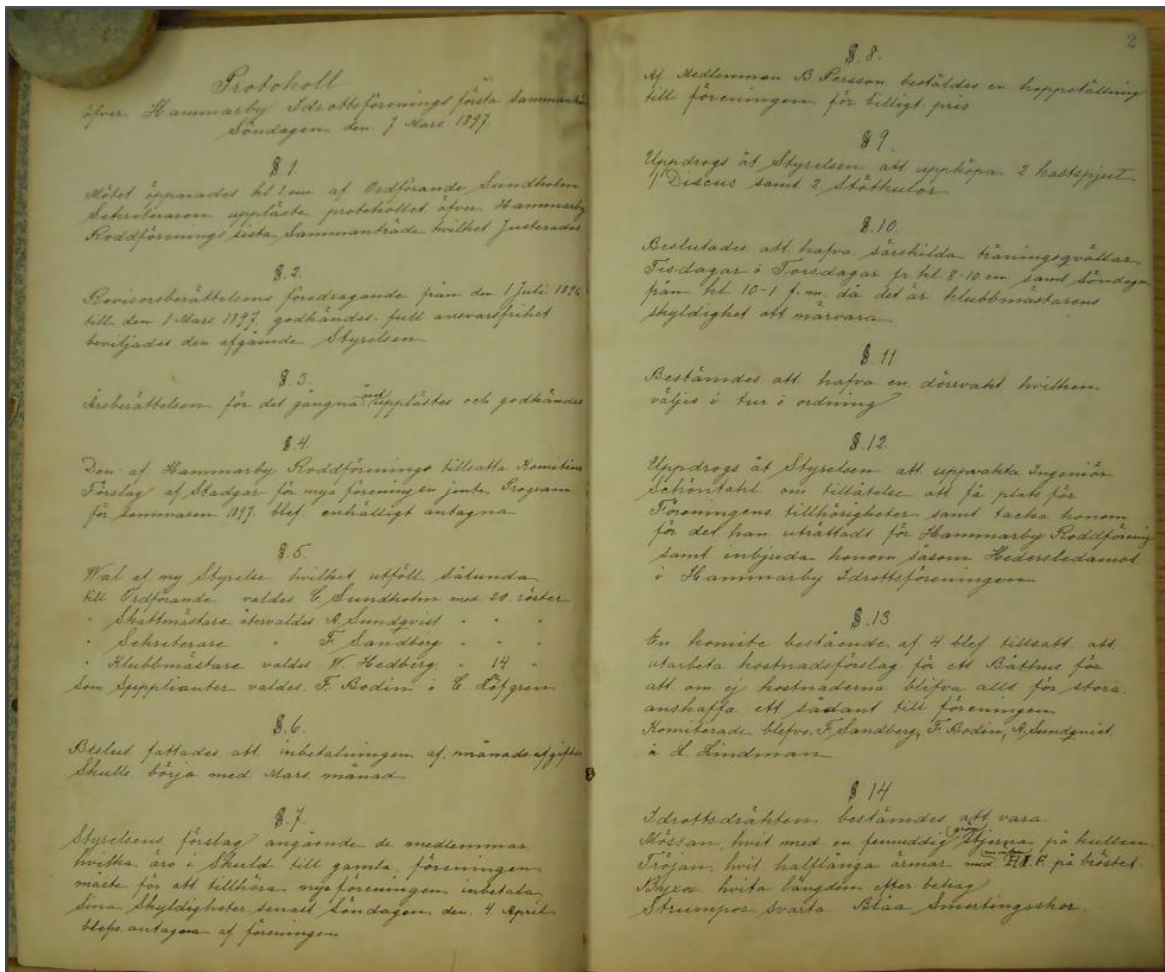 Protokoll
öfver Hammarby Idrottsförenings första Sammanträ
Söndagen den 7 Mars 1897
§.1
Mötet öppanades kl 1 em. af Ordförande Sundholm
Sekreteraren uppläste protokollet öfver Hammarby
Roddförenings sista Sammanträde hvilket Justerades
§.2.
Revisorsberättelsens föredragande från den 1 Juli 1896
till den 1 Mars 1897. godkändes. full ansvarsfrihet
beviljades den afgående Styrelsen
§.3.
Årsberättelsen för det gångna året upplästes och godkändes
§.4.
Den af Hammarby Roddförenings tillsatta Komiténs
Förslag af Stadgar för nya föreningen jemte Program
för sommaren 1897. blef. enhälligt antagna
§.5.
Wal af ny Styrelse hvilket utföll sålunda
till Ordförande valdes. C. Sundholm med 20 röster
" Skattmästare återvaldes A. Sundqvist " " "
" Sekreterare " F. Sandberg " " "
" Klubbmästare valdes W. Hedberg " 14 "
Som Supplianter valdes. F. Bodin i C. Löfgren
§.6.
Beslut fattades att inbetalningen af månadsafgifter
Skulle börja med Mars månad
§.7.
Styrelsens förslag angående de medlemmar
hvilka äro i Skuld till gamla föreningen
måste för att tillhöra nya föreningen inbetala
sina Skyldigheter senast Söndagen den 4 April
blefvo antagna af föreningen
2
§.8.
Af Medlemmen B Persson beställdes en hoppställning
till föreningen för billigt pris
§ 9.
Uppdrogs åt Styrelsen att uppköpa 2 kastspjut
1 Discus samt 2 Stötkulor
§.10.
Beslutades att hafva särskilda träningsqvällar
Tisdagar o Torsdagar fr kl 8-10 em samt söndagar
från kl 10-1 f.m. då det är klubbmästarens
skyldighet att närvara
§.11
Bestämdes att hafva en dörrvakt hvilken
väljis i tur o ordning
§.12
Uppdrogs åt Styrelsen att uppvakta Ingeniör
om tillåtelse att få plats för
Föreningens tillhörigheter samt tacka honom
för det han uträttadt för Hammarby Roddförening
samt inbjuda honom såsom Hedersledamot
i Hammarby Idrottsföreningen
§.13
En komite bestående af 4 blef tillsatt att
utarbeta kostnadsförslag för ett Båthus för
att om ej kostnaderna blifva allt för stora
anskaffa ett sådant till föreningen
Komiterade blefvo F. Sandberg, F. Bodin, A. Sundqvist
o A. Lindman
§ 14
Idrottsdräkten bestämdes att vara.
Mössan hvit med en femuddig grön Stjerna på kullen
Tröjan, hvit halflånga ärmar med H.I.F. på bröstet
Byxor hvita längden efter behag
Strumpor svarta. Blåa Smertingsskor.